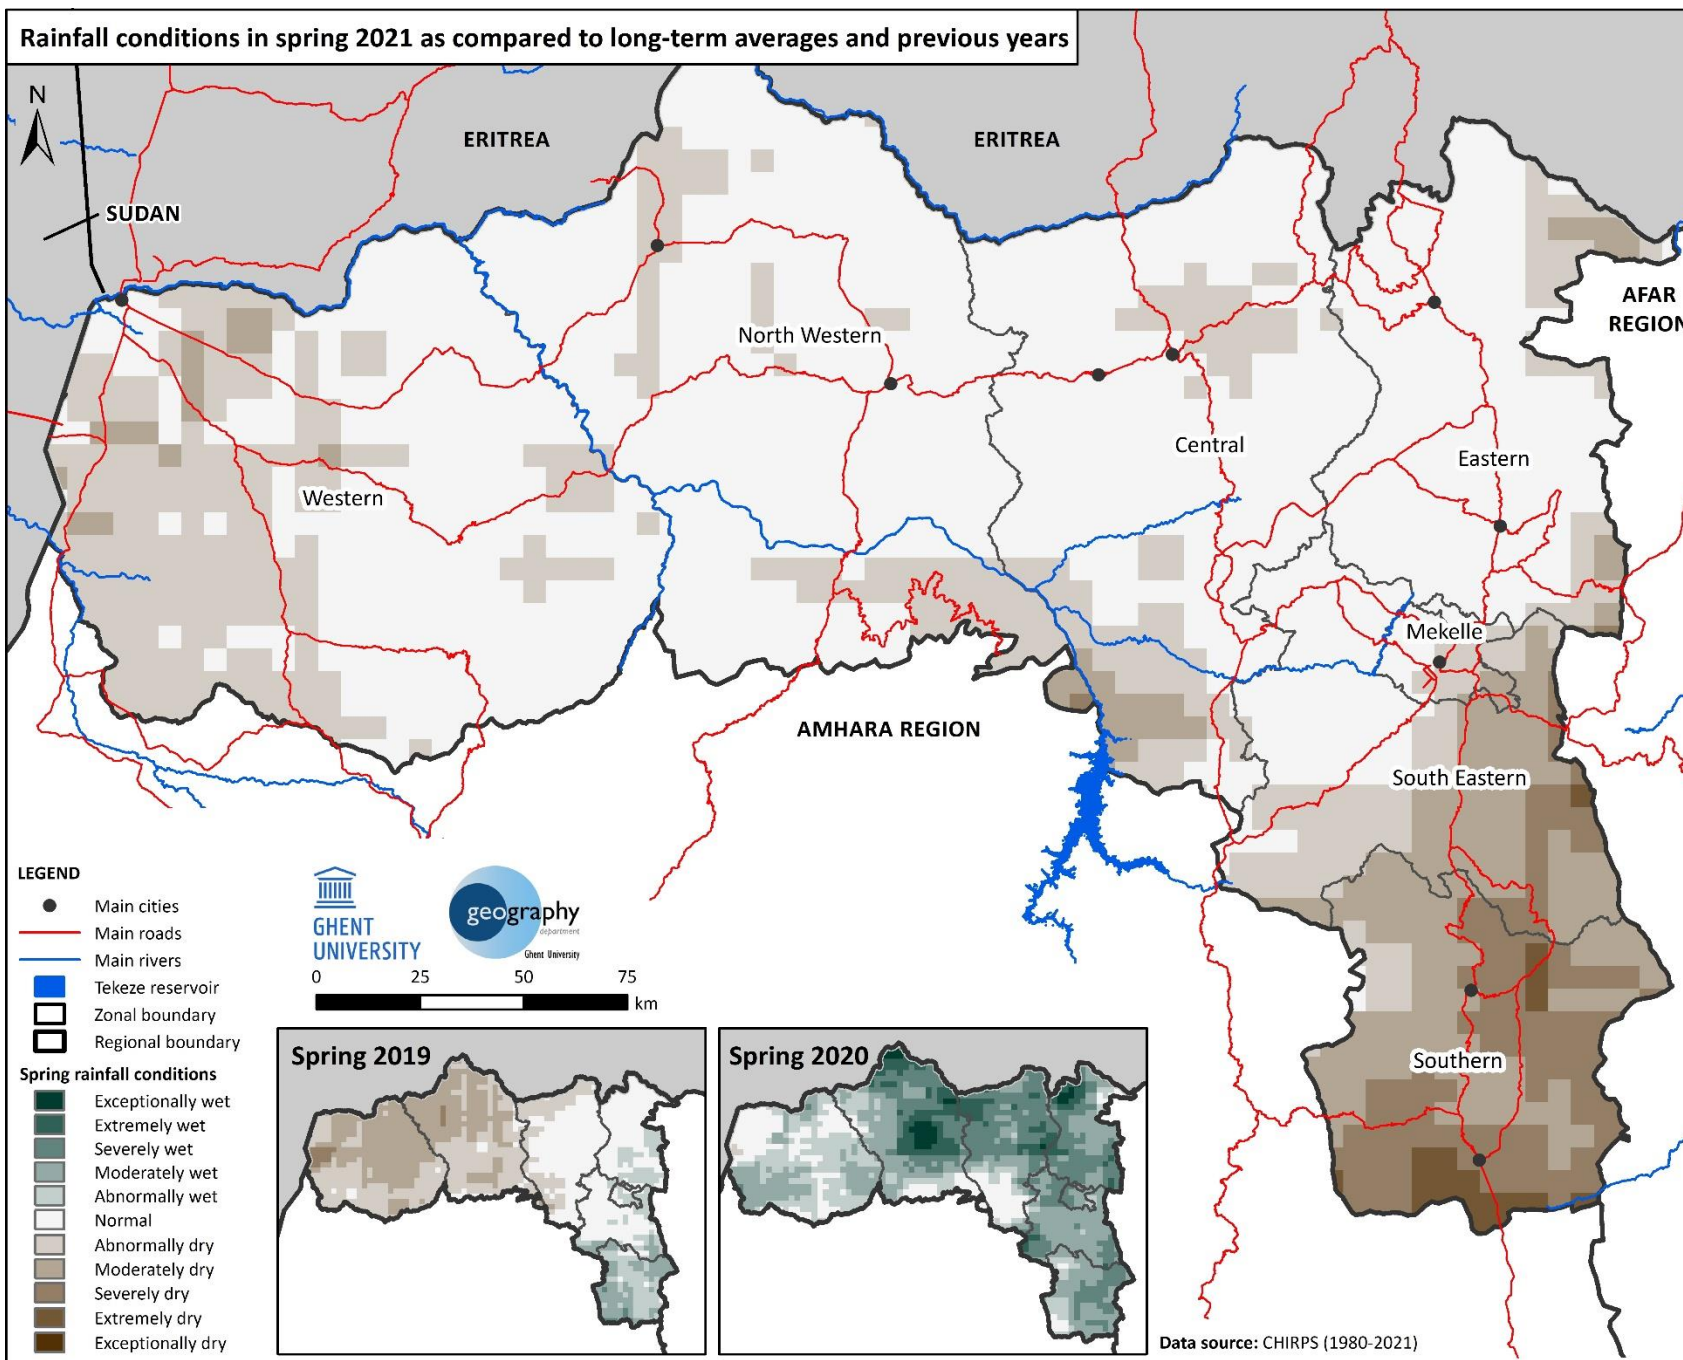 Rainfall conditions in spring 2021 as compared to long-term averages and previous years
N
ERITREA
ERITREA
SUDAN
AFAR
REGION
North Western
Central
Eastern
Western
Mekelle
AMHARA REGION
South Eastern
Southern
LEGEND
Main cities
Main roads
Main rivers
Tekeze reservoir
Zonal boundary
Regional boundary
Spring rainfall conditions
Exceptionally wet
Extremely wet
Severely wet
Moderately wet
Abnormally wet
Normal
Abnormally dry
Moderately dry
Severely dry
Extremely dry
Exceptionally dry
GHENT
UNIVERSITY
geography
department
Ghent University
0 25 50 75
km
Spring 2019
Spring 2020
Data source: CHIRPS (1980-2021)